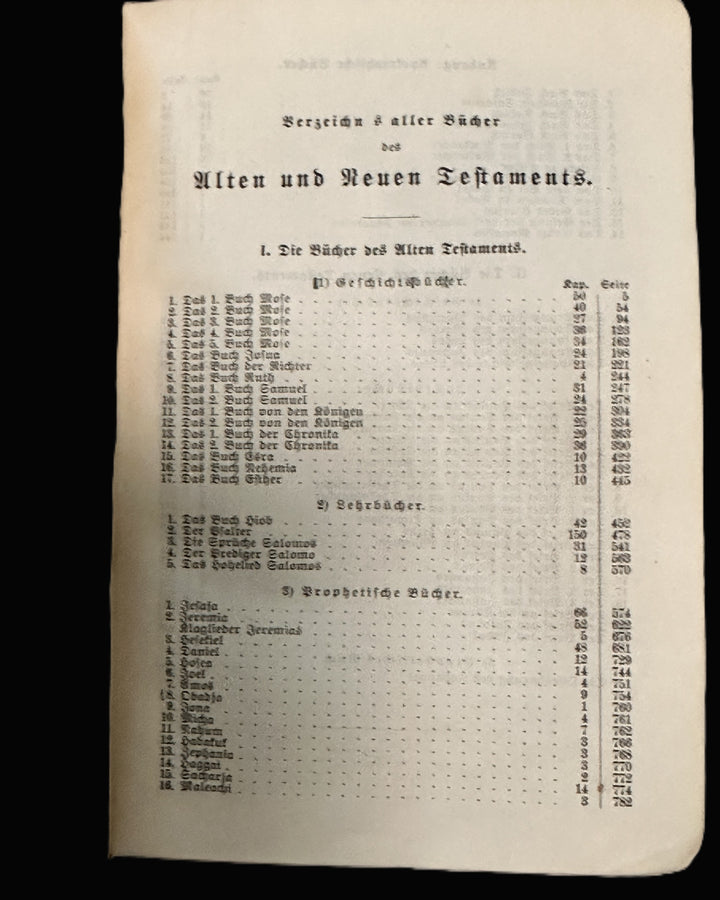 Verzeichn s aller Bücher
des
Alten und Neuen Testaments.
I. Die Bücher des Alten Testaments.
1) Geschichtsbücher. Kap. Seite
1. Das 1. Buch Mose 50 5
2. Das 2. Buch Mose 40 54
3. Das 3. Buch Mose 27 94
4. Das 4. Buch Mose 36 123
5. Das 5. Buch Mose 34 162
6. Das Buch Josua 24 198
7. Das Buch der Richter 21 221
8. Das Buch Ruth 4 244
9. Das 1. Buch Samuel 31 247
10. Das 2. Buch Samuel 24 278
11. Das 1. Buch von den Königen 22 304
12. Das 2. Buch von den Königen 25 334
13. Das 1. Buch der Chronika 29 363
14. Das 2. Buch der Chronika 36 390
15. Das Buch Esra 10 422
16. Das Buch Nehemia 13 432
17. Das Buch Esther 10 445
2) Lehrbücher.
1. Das Buch Hiob 42 452
2. Der Psalter 150 478
3. Die Sprüche Salomos 31 541
4. Der Prediger Salomo 12 563
5. Das Hohelied Salomos 8 570
3) Prophetische Bücher.
1. Jesaja 66 574
2. Jeremia 52 622
Klaglieder Jeremias 5 676
3. Hesekiel 48 681
4. Daniel 12 729
5. Hosea 14 744
6. Joel 4 751
7. Amos 9 754
8. Obadja 1 760
9. Jona 4 761
10. Micha 7 762
11. Nahum 3 766
12. Habakuk 3 768
13. Zephania 3 770
14. Haggai 2 772
15. Sacharja 14 774
16. Maleachi 3 782